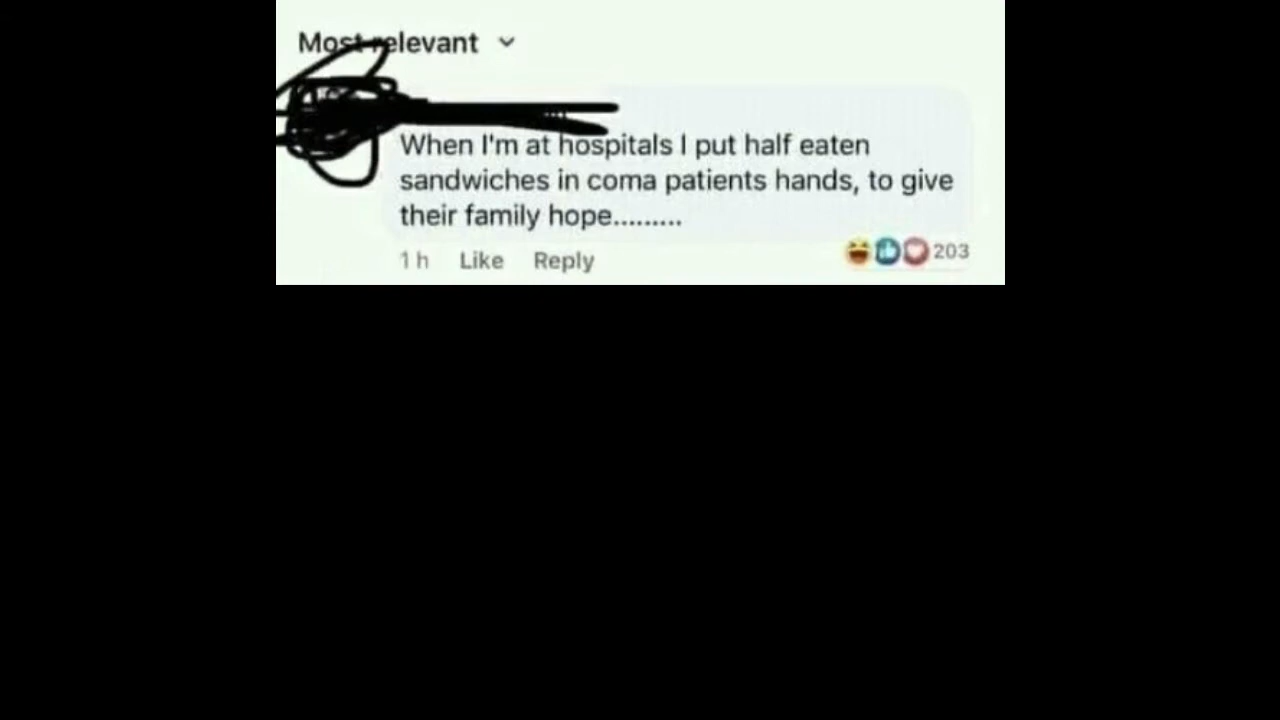 Most relevant
When I'm at hospitals I put half eaten
sandwiches in coma patients hands, to give
their family hope.........
1 h Like Reply 203